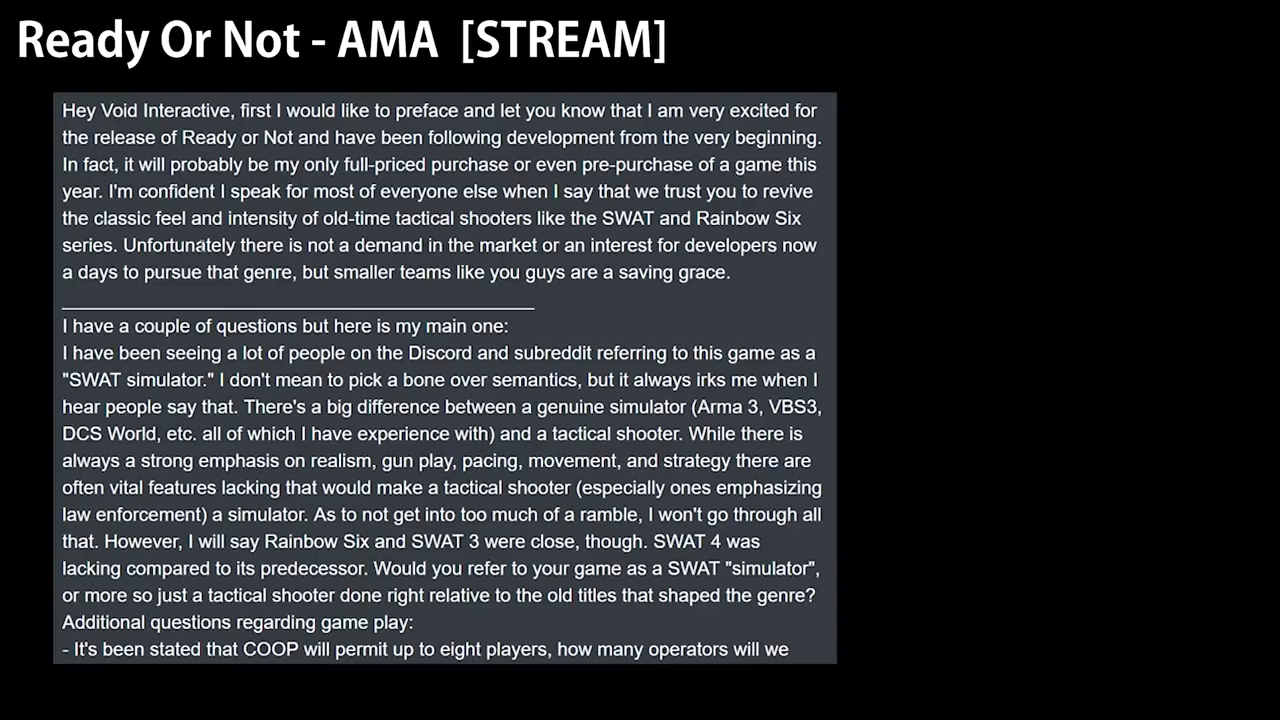 Ready Or Not - AMA [STREAM]
Hey Void Interactive, first I would like to preface and let you know that I am very excited for
the release of Ready or Not and have been following development from the very beginning.
In fact, it will probably be my only full-priced purchase or even pre-purchase of a game this
year. I'm confident I speak for most of everyone else when I say that we trust you to revive
the classic feel and intensity of old-time tactical shooters like the SWAT and Rainbow Six
series. Unfortunately there is not a demand in the market or an interest for developers now
a days to pursue that genre, but smaller teams like you guys are a saving grace.
I have a couple of questions but here is my main one:
I have been seeing a lot of people on the Discord and subreddit referring to this game as a
"SWAT simulator." I don't mean to pick a bone over semantics, but it always irks me when I
hear people say that. There's a big difference between a genuine simulator (Arma 3, VBS3,
DCS World, etc. all of which I have experience with) and a tactical shooter. While there is
always a strong emphasis on realism, gun play, pacing, movement, and strategy there are
often vital features lacking that would make a tactical shooter (especially ones emphasizing
law enforcement) a simulator. As to not get into too much of a ramble, I won't go through all
that. However, I will say Rainbow Six and SWAT 3 were close, though. SWAT 4 was
lacking compared to its predecessor. Would you refer to your game as a SWAT "simulator",
or more so just a tactical shooter done right relative to the old titles that shaped the genre?
Additional questions regarding game play:
- It's been stated that COOP will permit up to eight players, how many operators will we